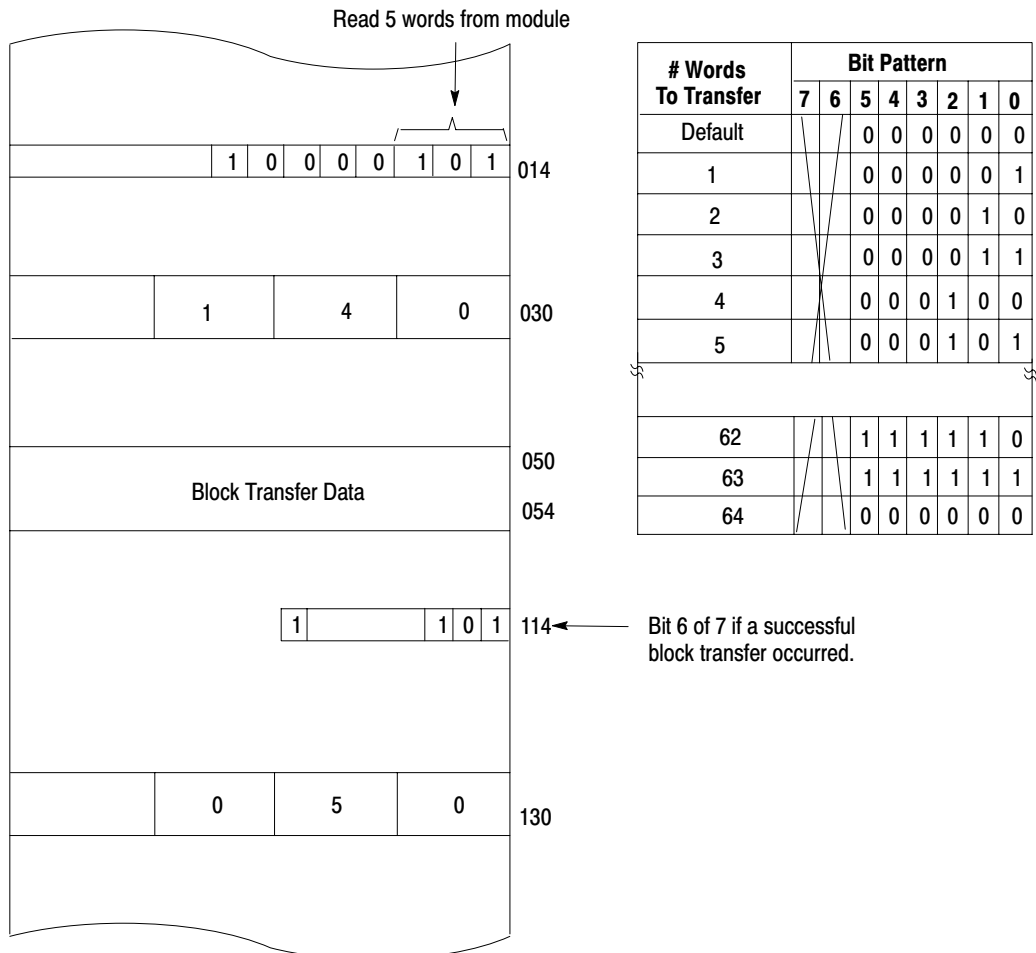 Read 5 words from module
1 0 0 0 0 1 0 1 014
1 4 0 030
050
Block Transfer Data
054
1 1 0 1 114
Bit 6 of 7 if a successful
block transfer occurred.
0 5 0 130
# Words To Transfer Bit Pattern
7 6 5 4 3 2 1 0
Default 0 0 0 0 0 0
1 0 0 0 0 0 1
2 0 0 0 0 1 0
3 0 0 0 0 1 1
4 0 0 0 1 0 0
5 0 0 0 1 0 1
62 1 1 1 1 1 0
63 1 1 1 1 1 1
64 0 0 0 0 0 0